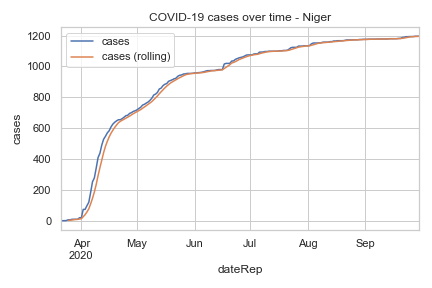 COVID-19 cases over time - Niger
cases
cases (rolling)
1200
1000
800
600
400
200
0
cases
Apr
2020
May
Jun
Jul
Aug
Sep
dateRep